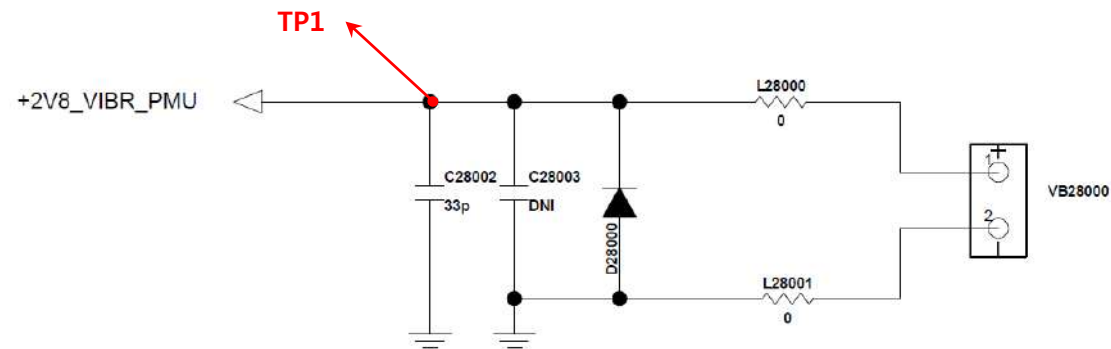 TP1
+2V8_VIBR_PMU
L28000
0
C28002
33p
C28003
DNI
D28000
1
+
2
VB28000
L28001
0